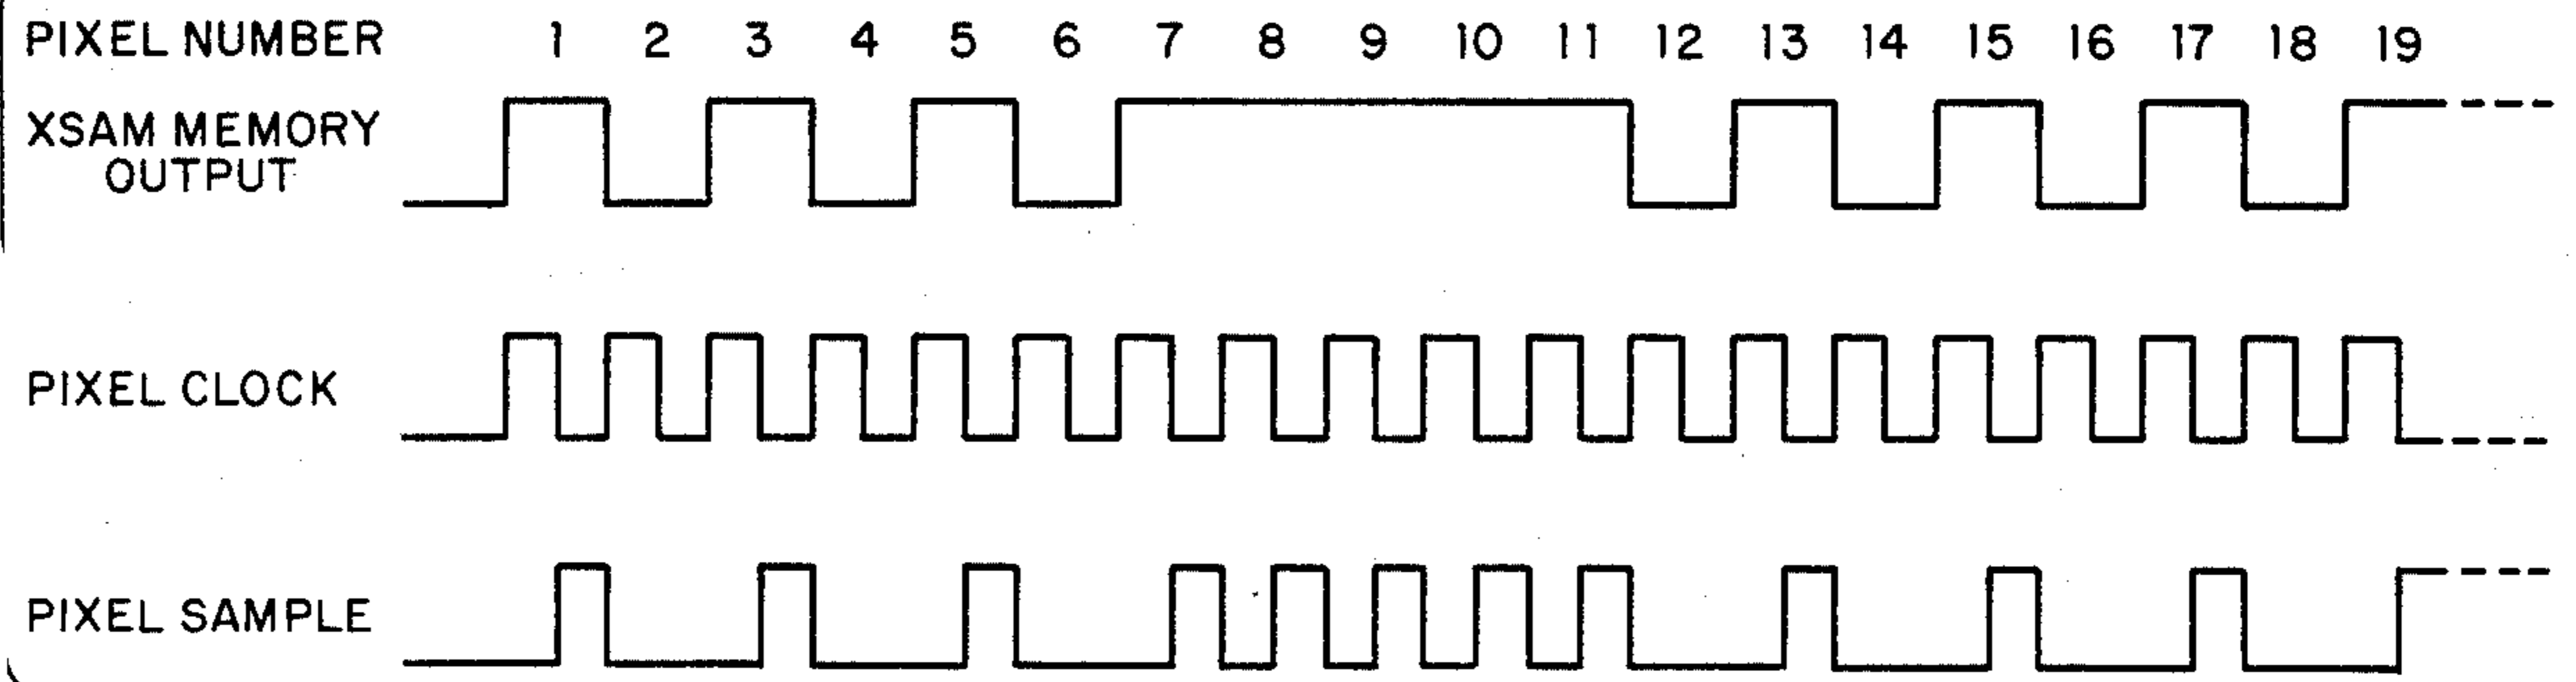 PIXEL NUMBER 1 2 3 4 5 6 7 8 9 10 11 12 13 14 15 16 17 18 19
XSAM MEMORY
OUTPUT
PIXEL CLOCK
PIXEL SAMPLE